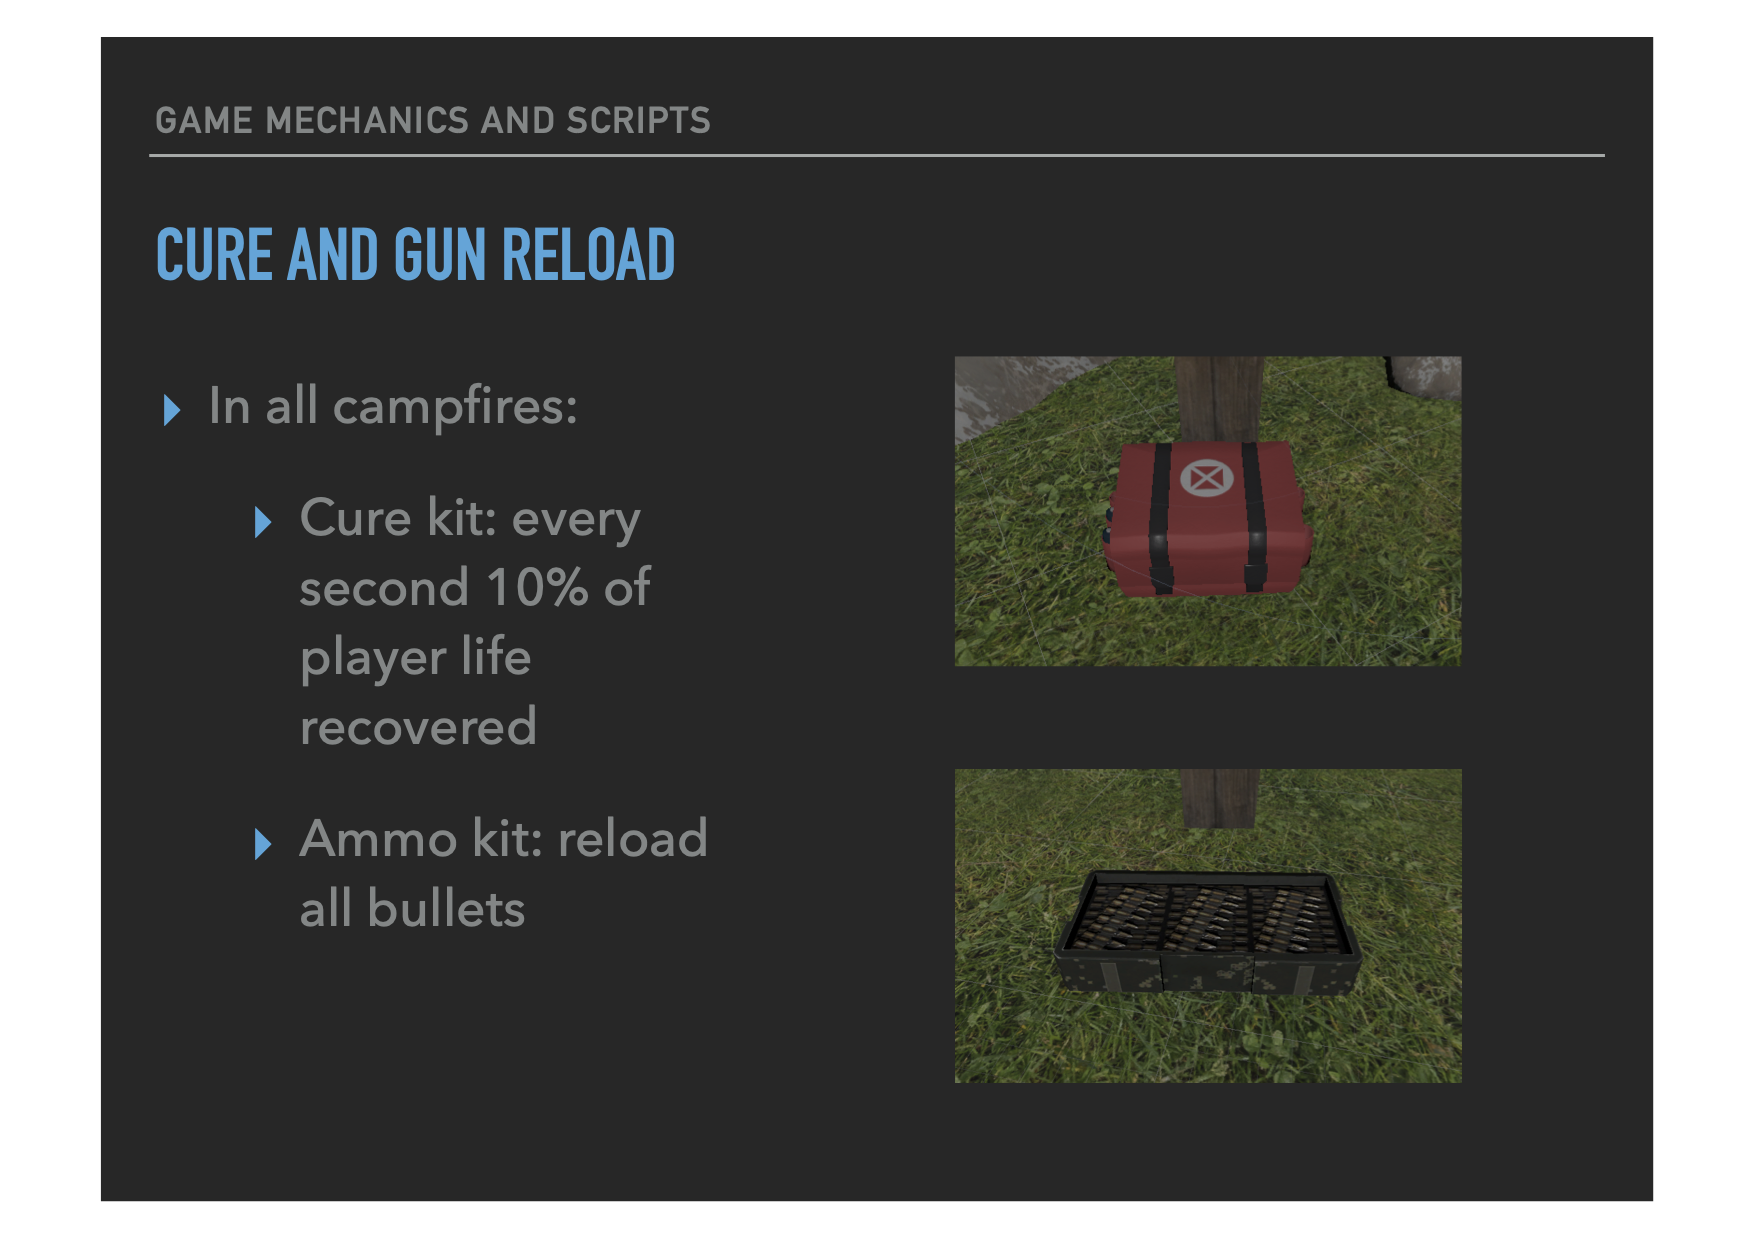 GAME MECHANICS AND SCRIPTS
CURE AND GUN RELOAD
In all campfires:
Cure kit: every
second 10% of
player life
recovered
Ammo kit: reload
all bullets